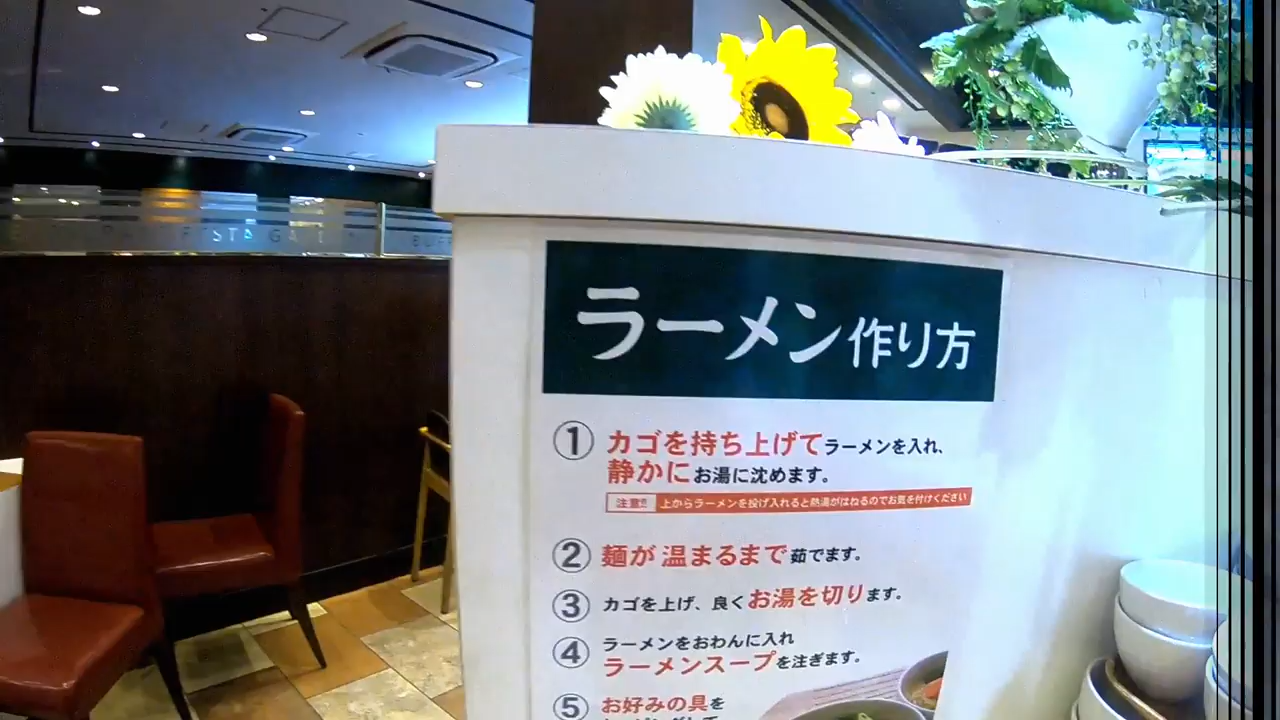 ラーメン作り方
① カゴを持ち上げてラーメンを入れ、
静かにお湯に沈めます。
注意!! 上からラーメンを投げ入れると熱湯がはねるのでお気を付けください
② 麺が温まるまで茹でます。
③ カゴを上げ、良くお湯を切ります。
④ ラーメンをおわんに入れ
ラーメンスープを注ぎます。
⑤ お好みの具を